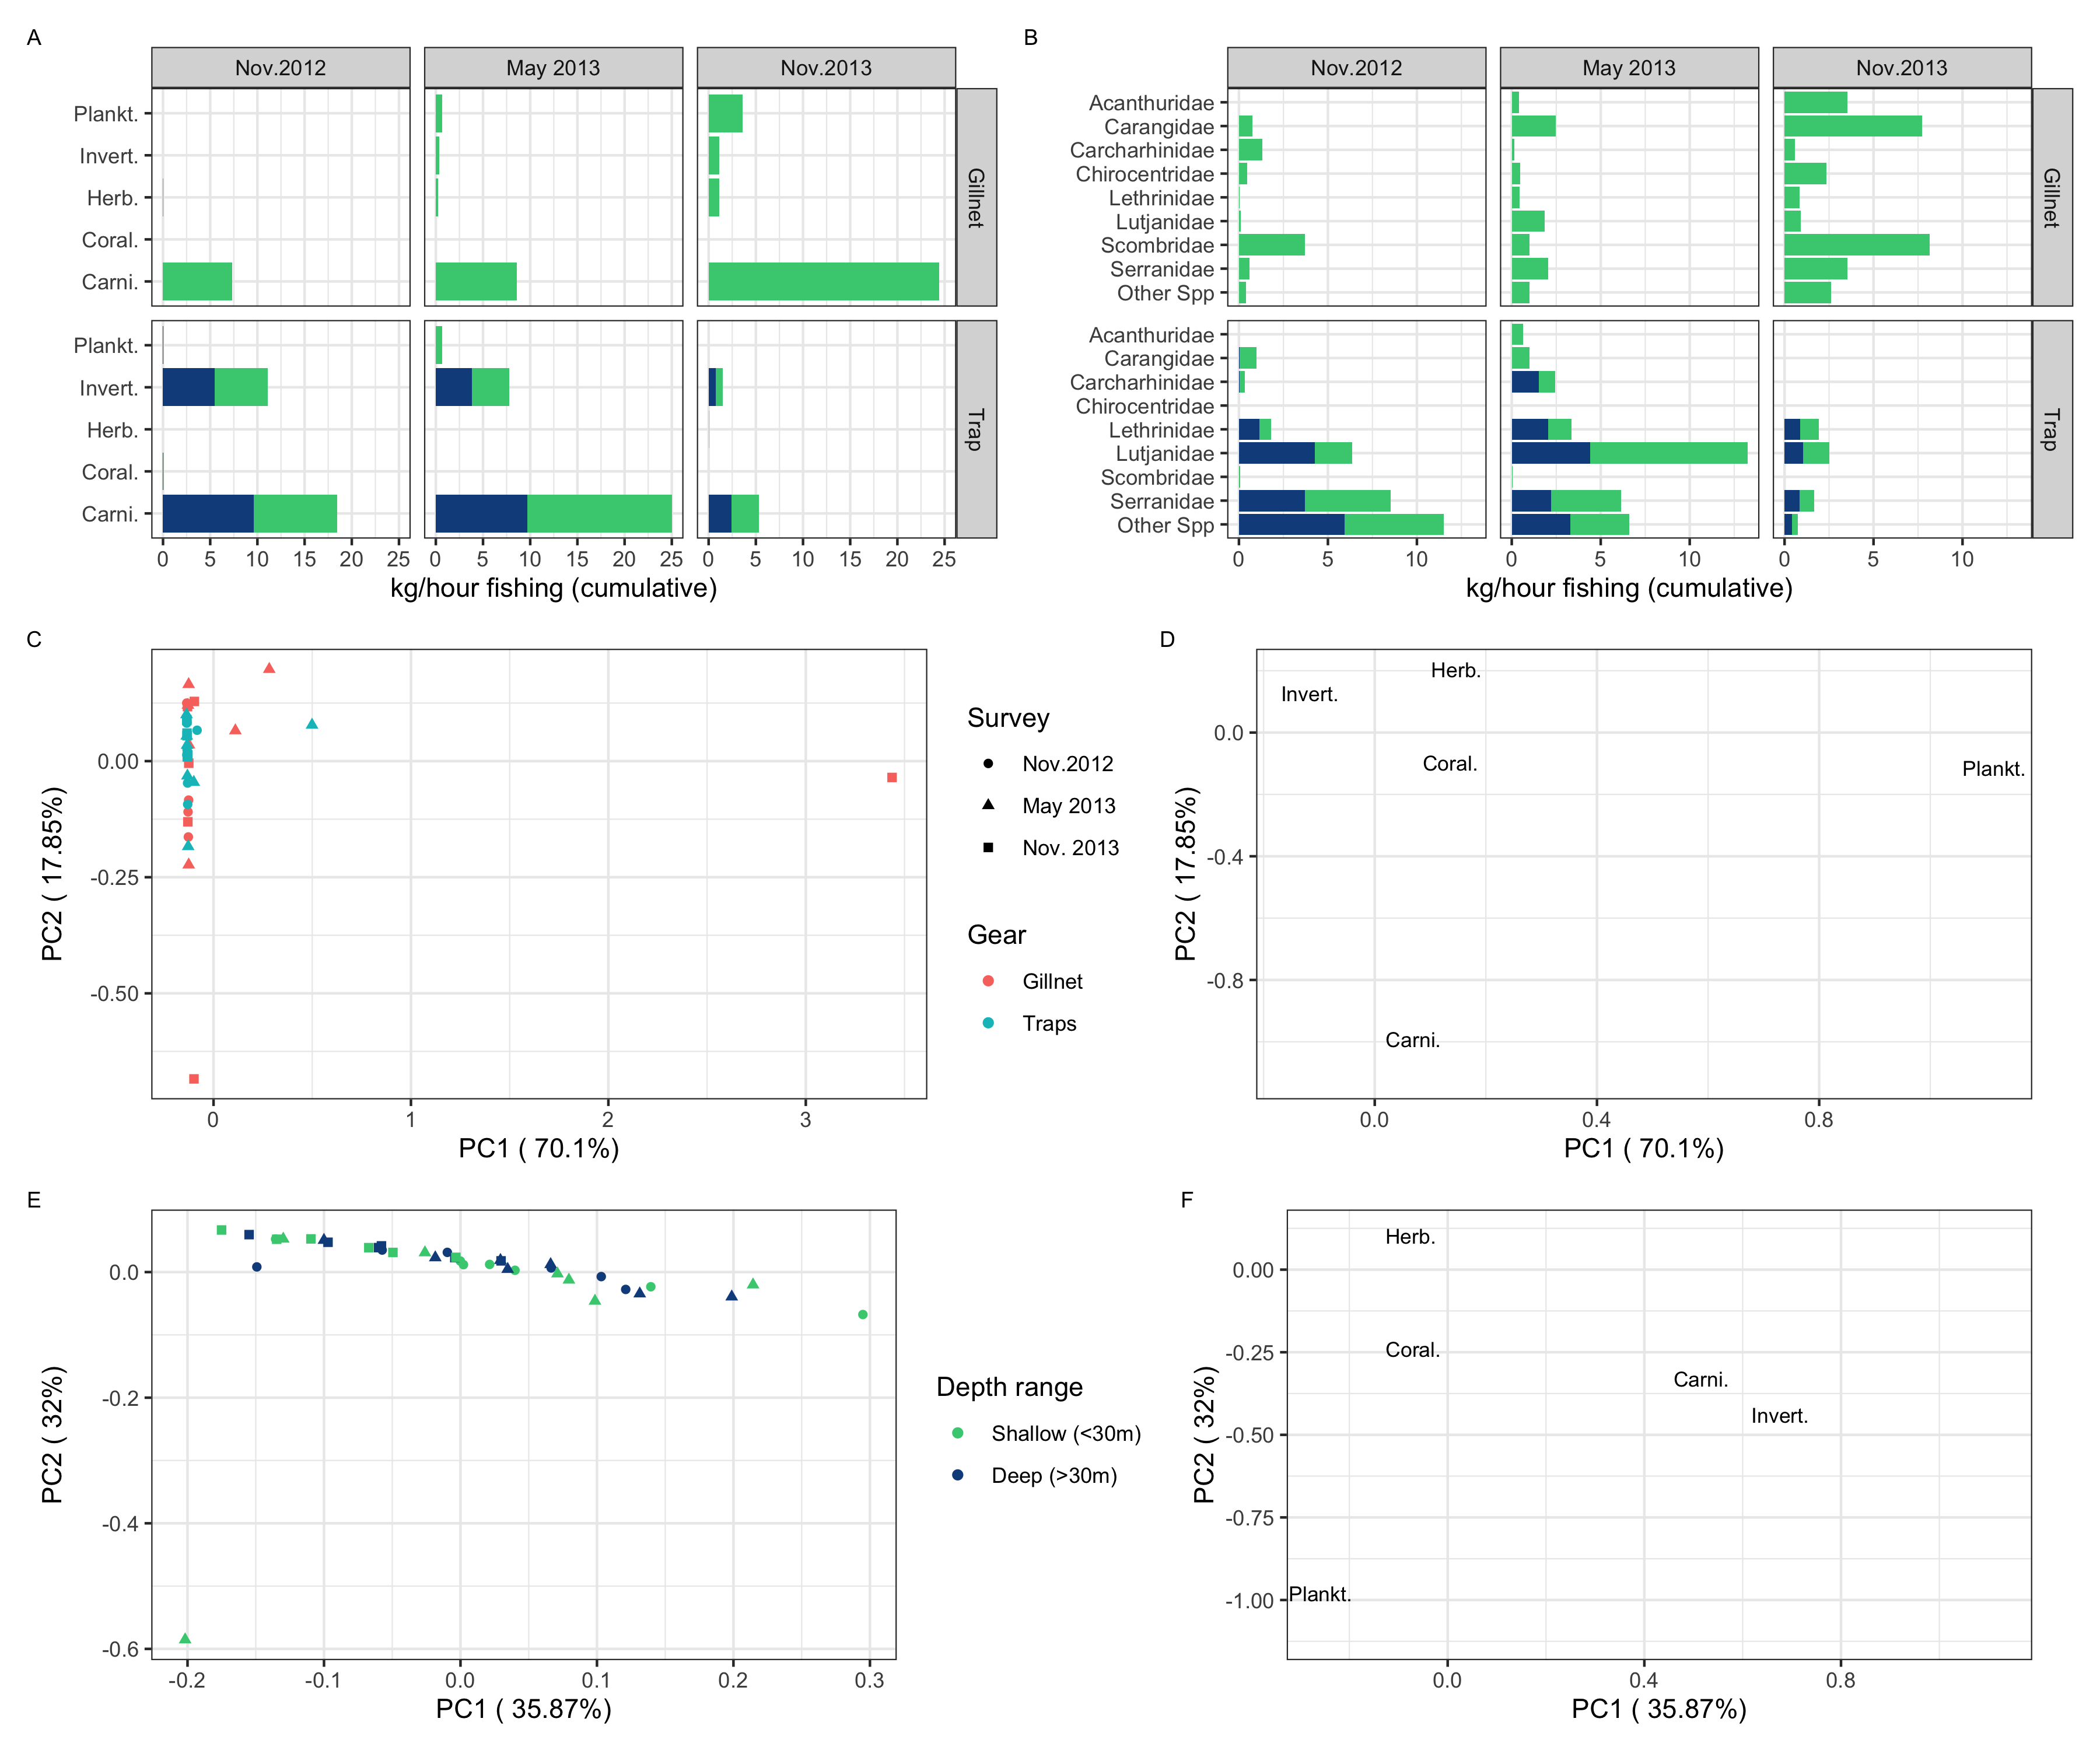 A
Nov.2012
May 2013
Nov.2013
Plankt.
Invert.
Herb.
Coral.
Carni.
Gillnet
Plankt.
Invert.
Herb.
Coral.
Carni.
Trap
0 5 10 15 20 25
0 5 10 15 20 25
0 5 10 15 20 25
kg/hour fishing (cumulative)
B
Nov.2012
May 2013
Nov.2013
Acanthuridae
Carangidae
Carcharhinidae
Chirocentridae
Lethrinidae
Lutjanidae
Scombridae
Serranidae
Other Spp
Gillnet
Acanthuridae
Carangidae
Carcharhinidae
Chirocentridae
Lethrinidae
Lutjanidae
Scombridae
Serranidae
Other Spp
Trap
0 5 10
0 5 10
0 5 10
kg/hour fishing (cumulative)
C
PC2 ( 17.85%)
0.00
-0.25
-0.50
0 1 2 3
PC1 ( 70.1%)
Survey
Nov.2012
May 2013
Nov. 2013
Gear
Gillnet
Traps
D
PC2 ( 17.85%)
0.0
-0.4
-0.8
Herb.
Invert.
Coral.
Plankt.
Carni.
0.0 0.4 0.8
PC1 ( 70.1%)
E
PC2 ( 32%)
0.0
-0.2
-0.4
-0.6
-0.2 -0.1 0.0 0.1 0.2 0.3
PC1 ( 35.87%)
Depth range
Shallow (<30m)
Deep (>30m)
F
PC2 ( 32%)
0.00
-0.25
-0.50
-0.75
-1.00
Herb.
Coral.
Carni.
Invert.
Plankt.
0.0 0.4 0.8
PC1 ( 35.87%)